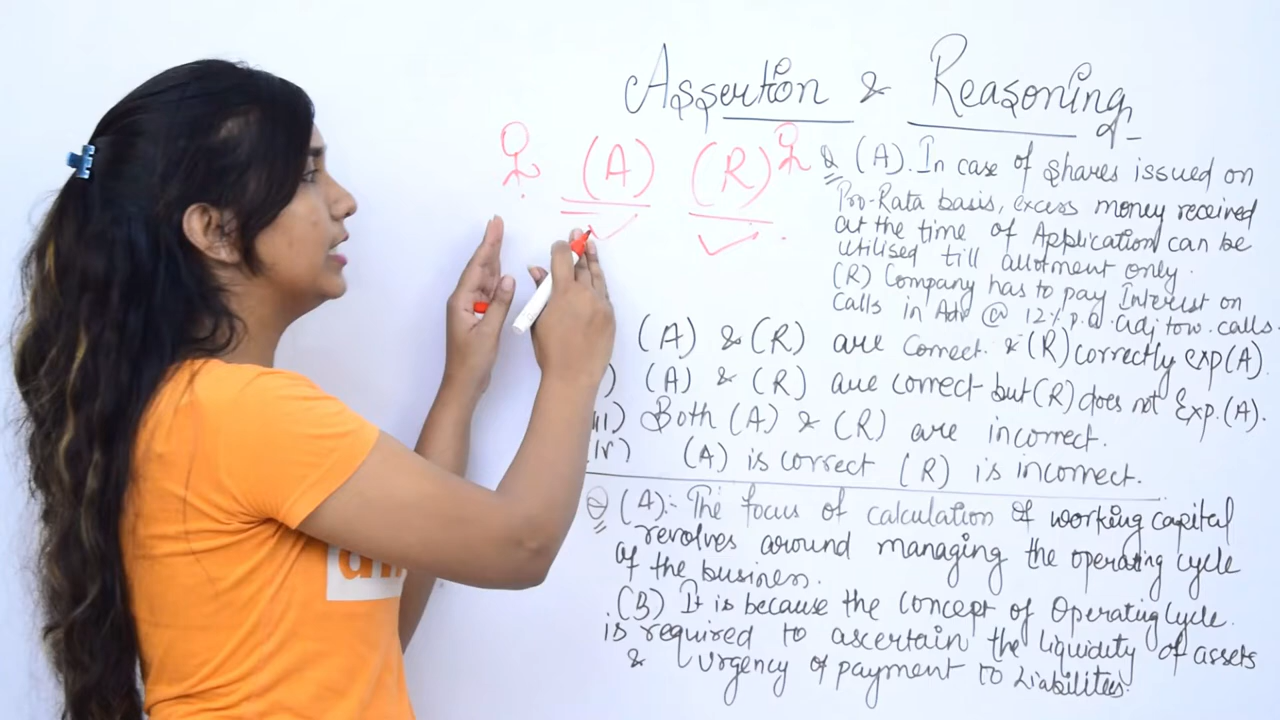 Assertion & Reasoning
(A) (R)
Q (A). In case of shares issued on
Pro-Rata basis, excess money received
at the time of Application can be
utilised till allotment only.
(R) Company has to pay Interest on
Calls in Adv @ 12% p.a. adj tow. calls.
(A) & (R) are correct. & (R) correctly exp (A).
) (A) & (R) are correct but (R) does not Exp. (A).
iii) Both (A) & (R) are incorrect.
(iv) (A) is correct (R) is incorrect.
Q (A):- The focus of calculation of working capital
revolves around managing the operating cycle
of the business.
(B) It is because the concept of Operating Cycle.
is required to ascertain the liquidity of assets
& urgency of payment to Liabilities.